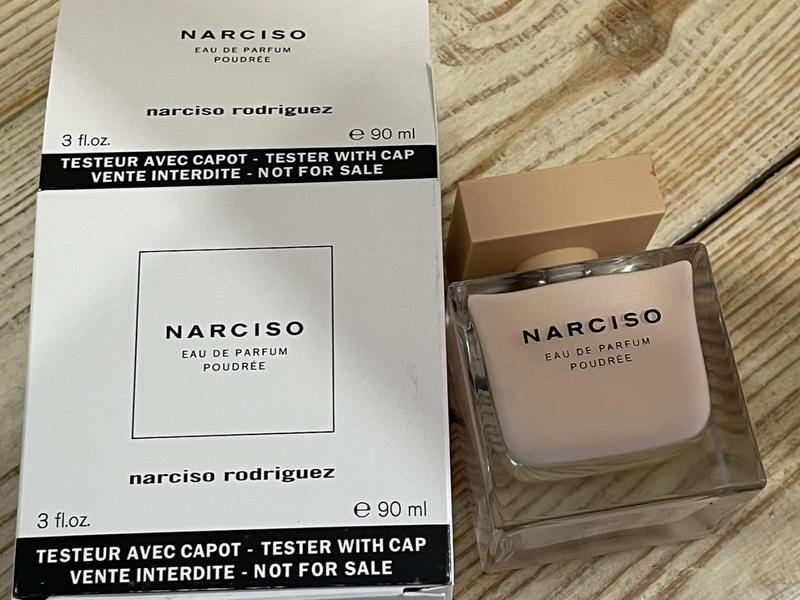 NARCISO
EAU DE PARFUM
POUDRÉE
narciso rodriguez
3 fl.oz. ℮ 90 ml
TESTEUR AVEC CAPOT - TESTER WITH CAP
VENTE INTERDITE - NOT FOR SALE
NARCISO
EAU DE PARFUM
POUDRÉE
narciso rodriguez
3 fl.oz. ℮ 90 ml
TESTEUR AVEC CAPOT - TESTER WITH CAP
VENTE INTERDITE - NOT FOR SALE
NARCISO
EAU DE PARFUM
POUDRÉE